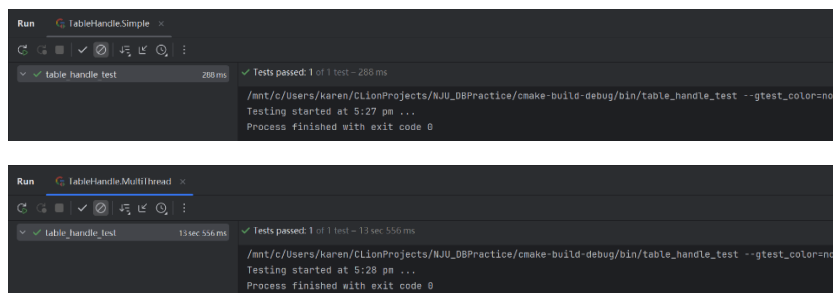 Run TableHandle.Simple ×
table handle test 288 ms
Tests passed: 1 of 1 test – 288 ms
/mnt/c/Users/karen/CLionProjects/NJU_DBPractice/cmake-build-debug/bin/table_handle_test --gtest_color=no
Testing started at 5:27 pm ...
Process finished with exit code 0
Run TableHandle.MultiThread ×
table_handle_test 13 sec 556 ms
Tests passed: 1 of 1 test – 13 sec 556 ms
/mnt/c/Users/karen/CLionProjects/NJU_DBPractice/cmake-build-debug/bin/table_handle_test --gtest_color=no
Testing started at 5:28 pm ...
Process finished with exit code 0